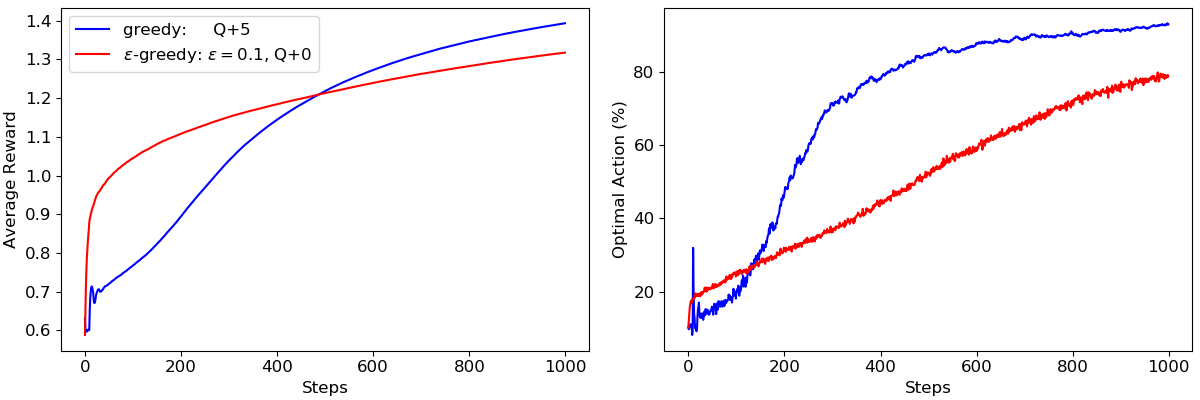 1.4
1.3
1.2
1.1
1.0
0.9
0.8
0.7
0.6
Average Reward
greedy: Q+5
ε-greedy: ε = 0.1, Q+0
0 200 400 600 800 1000
Steps
80
60
40
20
Optimal Action (%)
0 200 400 600 800 1000
Steps